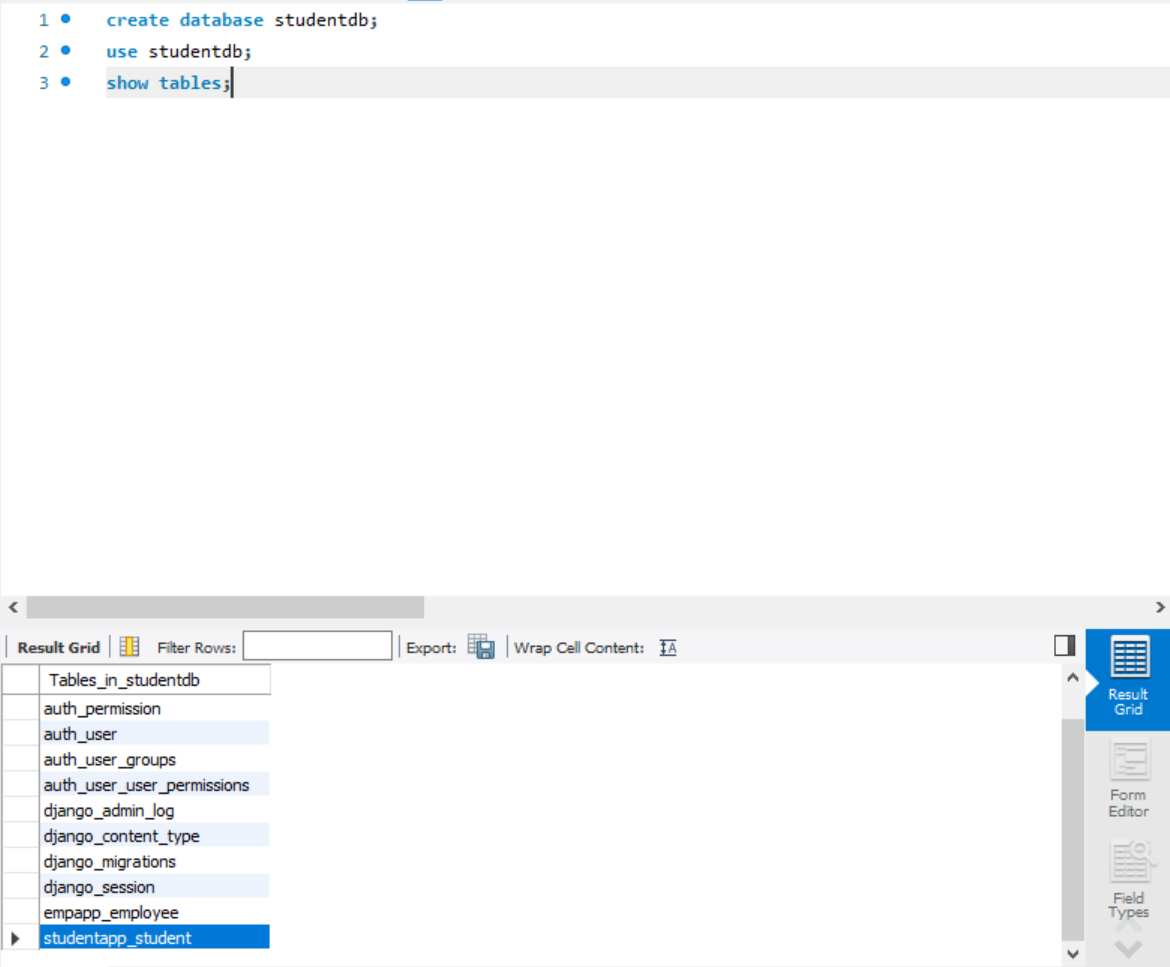 1 create database studentdb;
2 use studentdb;
3 show tables;
Result Grid Filter Rows: Export: Wrap Cell Content: IA
Tables_in_studentdb
auth_permission
auth_user
auth_user_groups
auth_user_user_permissions
django_admin_log
django_content_type
django_migrations
django_session
empapp_employee
studentapp_student
Result
Grid
Form
Editor
Field
Types